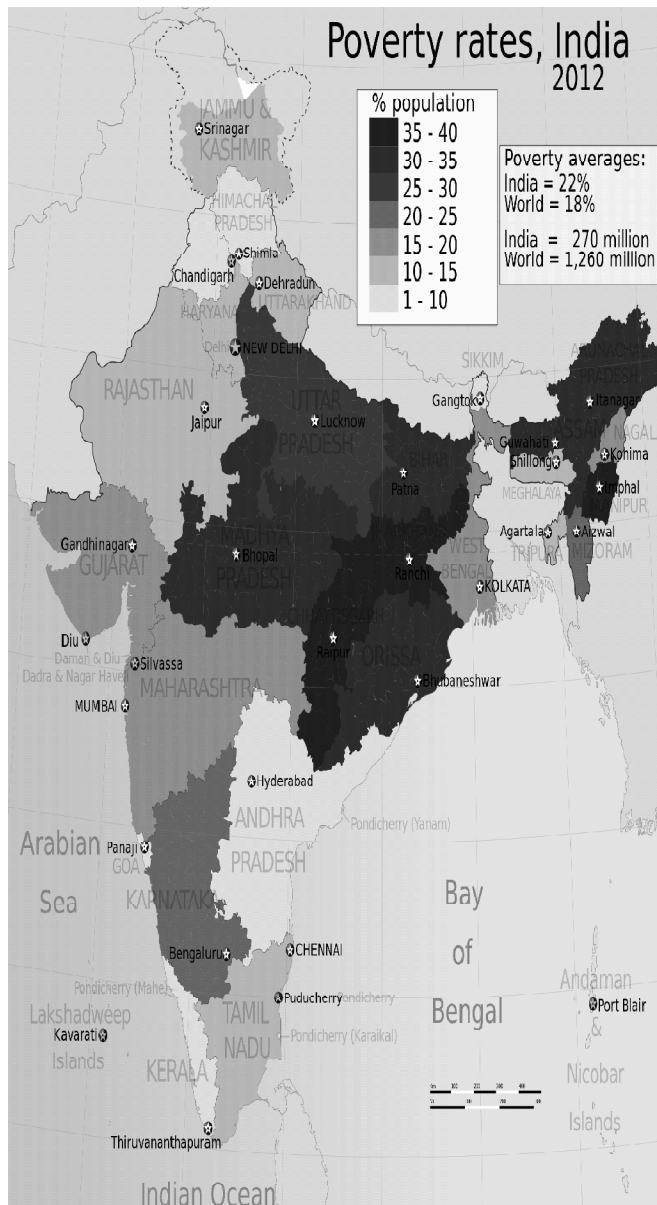 Poverty rates, India
2012
% population
35 - 40
30 - 35
25 - 30
20 - 25
15 - 20
10 - 15
1 - 10
Poverty averages:
India = 22%
World = 18%
India = 270 million
World = 1,260 million
JAMMU &
Srinagar
KASHMIR
HIMACHAL
PRADESH
Shimla
Chandigarh
Dehradun
UTTARAKHAND
HARYANA
Delhi
NEW DELHI
RAJASTHAN
Jaipur
UTTAR
Lucknow
PRADESH
SIKKIM
Gangtok
ARUNACHAL
PRADESH
Itanagar
ASSAM
NAGAL
Guwahati
Kohima
Shillong
MEGHALAYA
Imphal
MANIPUR
BIHAR
Patna
Gandhinagar
GUJARAT
MADHYA
Bhopal
PRADESH
Ranchi
WEST
BENGAL
KOLKATA
Agartala
TRIPURA
Aizwal
MIZORAM
CHHATTISGARH
Raipur
ORISSA
Bhubaneshwar
Diu
Daman & Diu
Dadra & Nagar Haveli
Silvassa
MAHARASHTRA
MUMBAI
Hyderabad
ANDHRA
PRADESH
Pondicherry (Yanam)
Arabian
Sea
Panaji
GOA
KARNATAKA
Bengaluru
CHENNAI
Bay
of
Bengal
Pondicherry (Mahe)
Puducherry
Pondicherry
Lakshadweep
Kavarati
Islands
TAMIL
NADU
Pondicherry (Karaikal)
KERALA
Thiruvananthapuram
Andaman
Port Blair
&
Nicobar
Islands
Indian Ocean